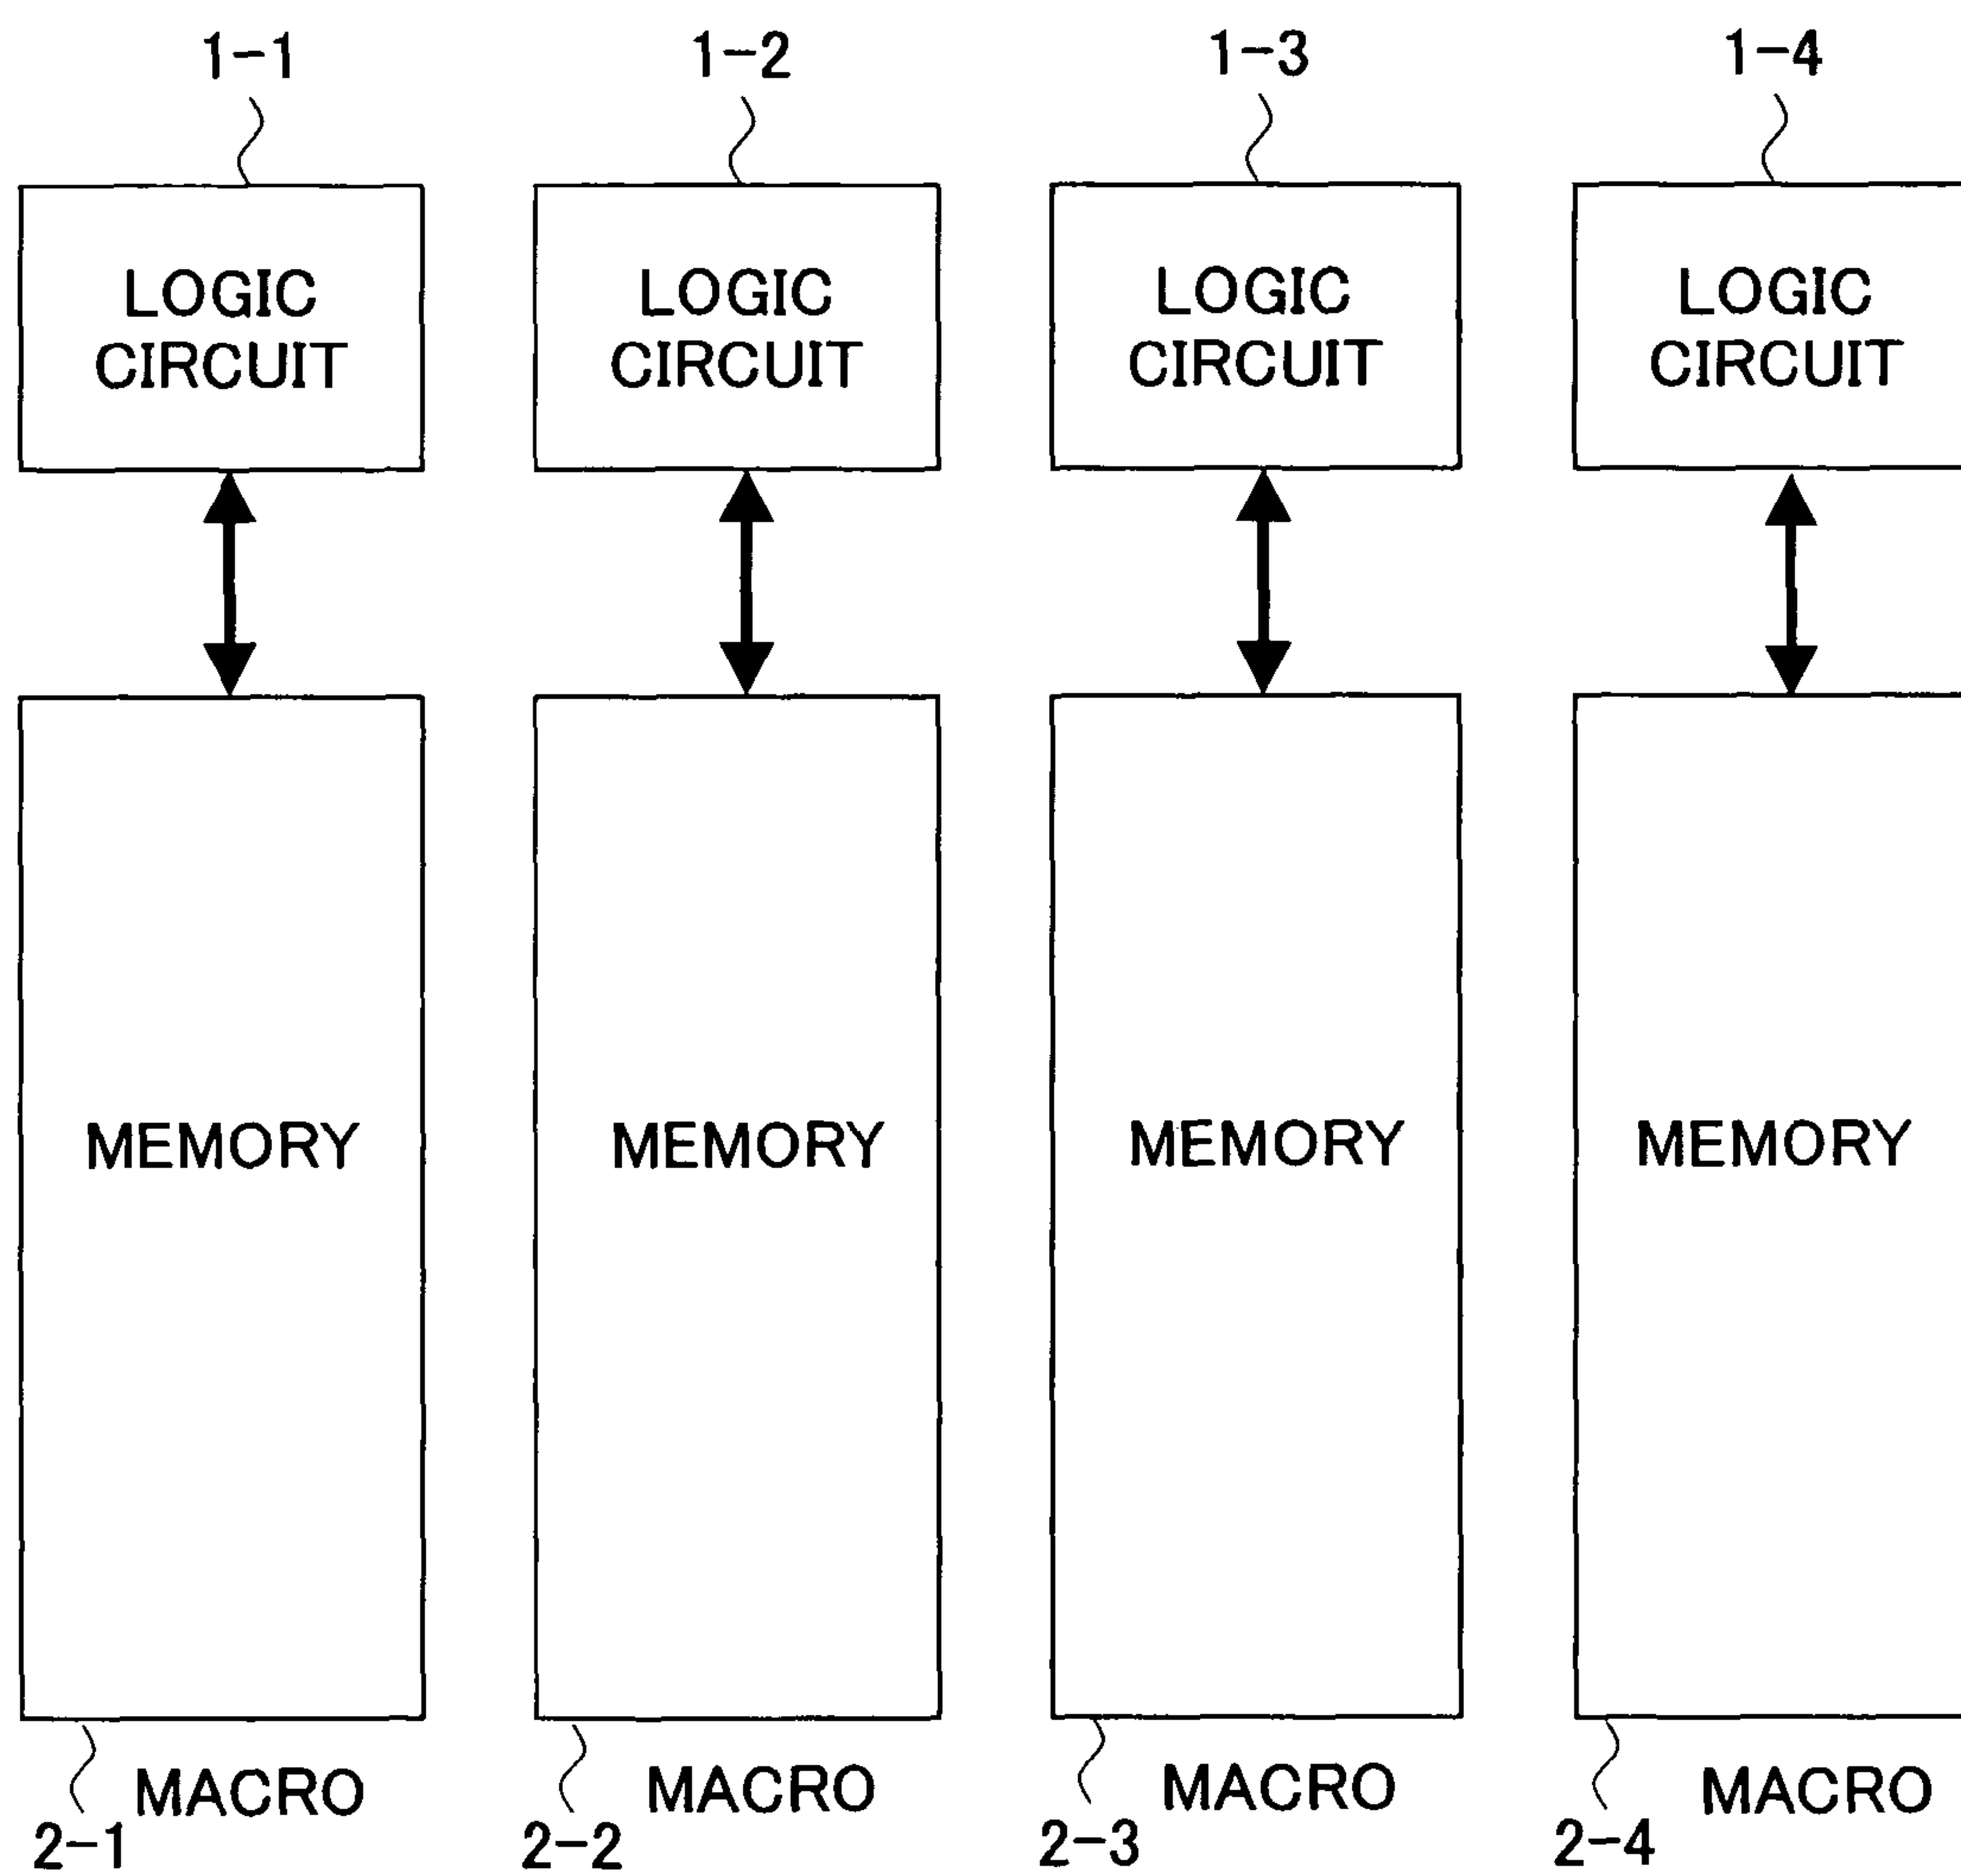 1-1 1-2 1-3 1-4
LOGIC CIRCUIT LOGIC CIRCUIT LOGIC CIRCUIT LOGIC CIRCUIT
MEMORY MEMORY MEMORY MEMORY
MACRO MACRO MACRO MACRO
2-1 2-2 2-3 2-4